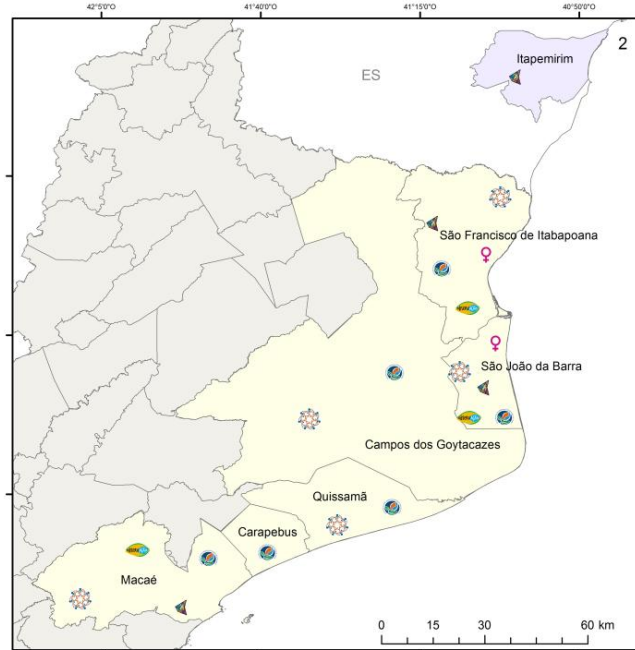 42°5'0" 41°40'0" 41°15'0" 40°50'0"
2
Itapemirim
ES
São Francisco de Itabapoana
São João da Barra
Campos dos Goytacazes
Quissamã
Carapebus
Macaé
0 15 30 60 km